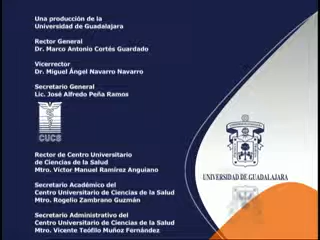 Una producción de la
Universidad de Guadalajara
Rector General
Dr. Marco Antonio Cortés Guardado
Vicerrector
Dr. Miguel Ángel Navarro Navarro
Secretario General
Lic. José Alfredo Peña Ramos
CUCS
Rector de Centro Universitario
de Ciencias de la Salud
Mtro. Víctor Manuel Ramírez Anguiano
Secretario Académico del
Centro Universitario de Ciencias de la Salud
Mtro. Rogelio Zambrano Guzmán
Secretario Administrativo del
Centro Universitario de Ciencias de la Salud
Mtro. Vicente Teófilo Muñoz Fernández
UNIVERSIDAD DE GUADALAJARA